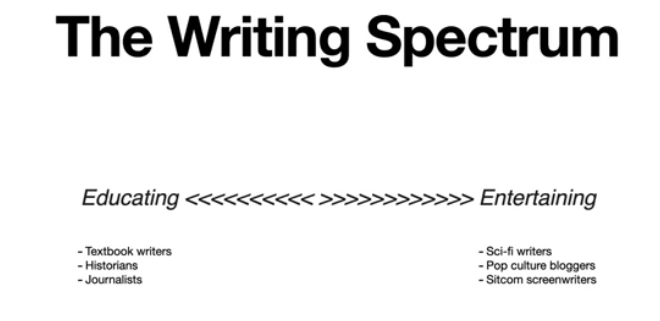 The Writing Spectrum
Educating <<<<<<<<<< >>>>>>>>>>>> Entertaining
- Textbook writers
- Historians
- Journalists
- Sci-fi writers
- Pop culture bloggers
- Sitcom screenwriters